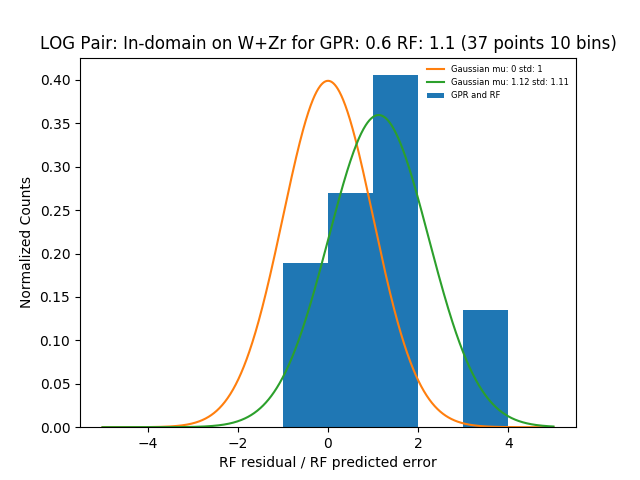 LOG Pair: In-domain on W+Zr for GPR: 0.6 RF: 1.1 (37 points 10 bins)
Gaussian mu: 0 std: 1
Gaussian mu: 1.12 std: 1.11
GPR and RF
Normalized Counts
0.40
0.35
0.30
0.25
0.20
0.15
0.10
0.05
0.00
−4
−2
0
2
4
RF residual / RF predicted error